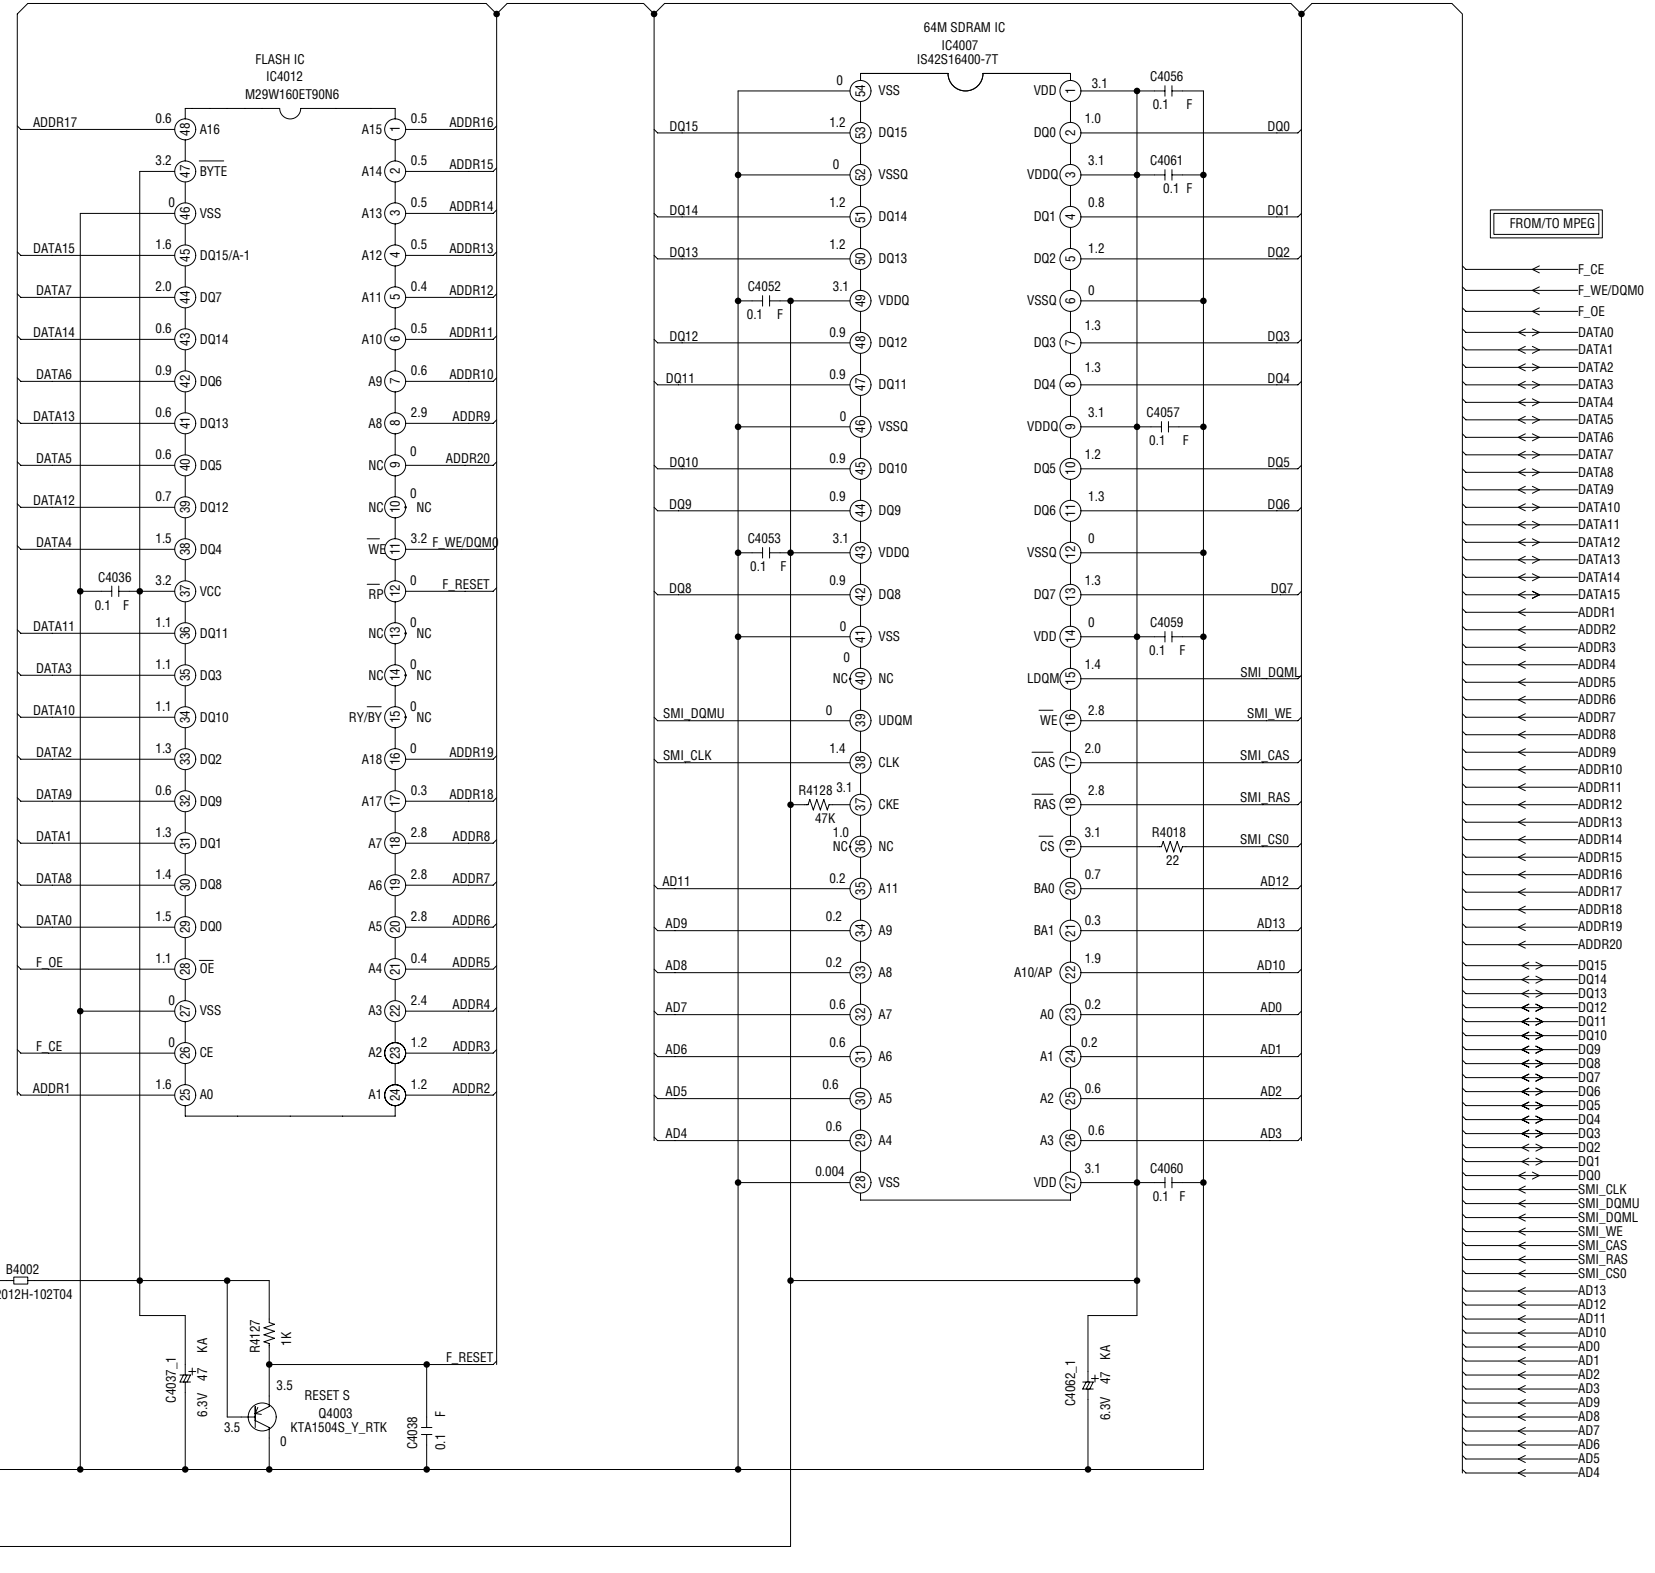 FLASH IC
IC4012
M29W160ET90N6
ADDR17 0.6 48 A16 A15 1 0.5 ADDR16
3.2 47 BYTE A14 2 0.5 ADDR15
0 46 VSS A13 3 0.5 ADDR14
DATA15 1.6 45 DQ15/A-1 A12 4 0.5 ADDR13
DATA7 2.0 44 DQ7 A11 5 0.4 ADDR12
DATA14 0.6 43 DQ14 A10 6 0.5 ADDR11
DATA6 0.9 42 DQ6 A9 7 0.6 ADDR10
DATA13 0.6 41 DQ13 A8 8 2.9 ADDR9
DATA5 0.6 40 DQ5 NC 9 0 ADDR20
DATA12 0.7 39 DQ12 NC 10 0 NC
DATA4 1.5 38 DQ4 WE 11 3.2 F_WE/DQM0
C4036 0.1 F 3.2 37 VCC RP 12 0 F_RESET
DATA11 1.1 36 DQ11 NC 13 0 NC
DATA3 1.1 35 DQ3 NC 14 0 NC
DATA10 1.1 34 DQ10 RY/BY 15 0 NC
DATA2 1.3 33 DQ2 A18 16 0 ADDR19
DATA9 0.6 32 DQ9 A17 17 0.3 ADDR18
DATA1 1.3 31 DQ1 A7 18 2.8 ADDR8
DATA8 1.4 30 DQ8 A6 19 2.8 ADDR7
DATA0 1.5 29 DQ0 A5 20 2.8 ADDR6
F_OE 1.1 28 OE A4 21 0.4 ADDR5
0 27 VSS A3 22 2.4 ADDR4
F_CE 0 26 CE A2 23 1.2 ADDR3
ADDR1 1.6 25 A0 A1 24 1.2 ADDR2
B4002
2012H-102T04
C4037_1
6.3V 47 KA
R4127
1K
3.5
3.5
0
RESET S
Q4003
KTA1504S_Y_RTK
F_RESET
C4038
0.1 F
64M SDRAM IC
IC4007
IS42S16400-7T
0 54 VSS VDD 1 3.1 C4056 0.1 F
DQ15 1.2 53 DQ15 DQ0 2 1.0 DQ0
0 52 VSSQ VDDQ 3 3.1 C4061 0.1 F
DQ14 1.2 51 DQ14 DQ1 4 0.8 DQ1
DQ13 1.2 50 DQ13 DQ2 5 1.2 DQ2
C4052 0.1 F 3.1 49 VDDQ VSSQ 6 0
DQ12 0.9 48 DQ12 DQ3 7 1.3 DQ3
DQ11 0.9 47 DQ11 DQ4 8 1.3 DQ4
0 46 VSSQ VDDQ 9 3.1 C4057 0.1 F
DQ10 0.9 45 DQ10 DQ5 10 1.2 DQ5
DQ9 0.9 44 DQ9 DQ6 11 1.3 DQ6
C4053 0.1 F 3.1 43 VDDQ VSSQ 12 0
DQ8 0.9 42 DQ8 DQ7 13 1.3 DQ7
0 41 VSS VDD 14 0 C4059 0.1 F
0 NC 40 NC LDQM 15 1.4 SMI_DQML
SMI_DQMU 0 39 UDQM WE 16 2.8 SMI_WE
SMI_CLK 1.4 38 CLK CAS 17 2.0 SMI_CAS
R4128 47K 3.1 37 CKE RAS 18 2.8 SMI_RAS
1.0 NC 36 NC CS 19 3.1 R4018 22 SMI_CS0
AD11 0.2 35 A11 BA0 20 0.7 AD12
AD9 0.2 34 A9 BA1 21 0.3 AD13
AD8 0.2 33 A8 A10/AP 22 1.9 AD10
AD7 0.6 32 A7 A0 23 0.2 AD0
AD6 0.6 31 A6 A1 24 0.2 AD1
AD5 0.6 30 A5 A2 25 0.6 AD2
AD4 0.6 29 A4 A3 26 0.6 AD3
0.004 28 VSS VDD 27 3.1 C4060 0.1 F
C4062_1
6.3V 47 KA
FROM/TO MPEG
F_CE
F_WE/DQM0
F_OE
DATA0
DATA1
DATA2
DATA3
DATA4
DATA5
DATA6
DATA7
DATA8
DATA9
DATA10
DATA11
DATA12
DATA13
DATA14
DATA15
ADDR1
ADDR2
ADDR3
ADDR4
ADDR5
ADDR6
ADDR7
ADDR8
ADDR9
ADDR10
ADDR11
ADDR12
ADDR13
ADDR14
ADDR15
ADDR16
ADDR17
ADDR18
ADDR19
ADDR20
DQ15
DQ14
DQ13
DQ12
DQ11
DQ10
DQ9
DQ8
DQ7
DQ6
DQ5
DQ4
DQ3
DQ2
DQ1
DQ0
SMI_CLK
SMI_DQMU
SMI_DQML
SMI_WE
SMI_CAS
SMI_RAS
SMI_CS0
AD13
AD12
AD11
AD10
AD0
AD1
AD2
AD3
AD9
AD8
AD7
AD6
AD5
AD4